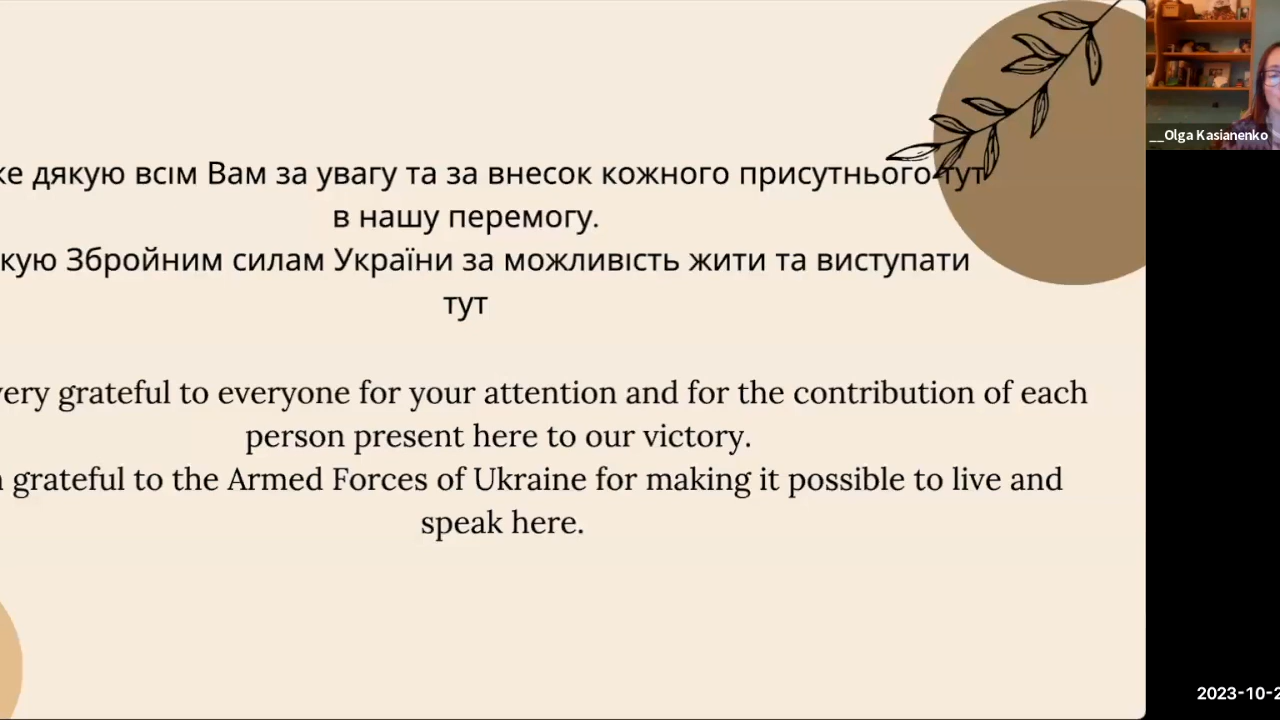 дякую всім Вам за увагу та за внесок кожного присутнього тут
в нашу перемогу.
Збройним силам України за можливість жити та виступати
тут
very grateful to everyone for your attention and for the contribution of each
person present here to our victory.
grateful to the Armed Forces of Ukraine for making it possible to live and
speak here.
__Olga Kasianenko
2023-10-2